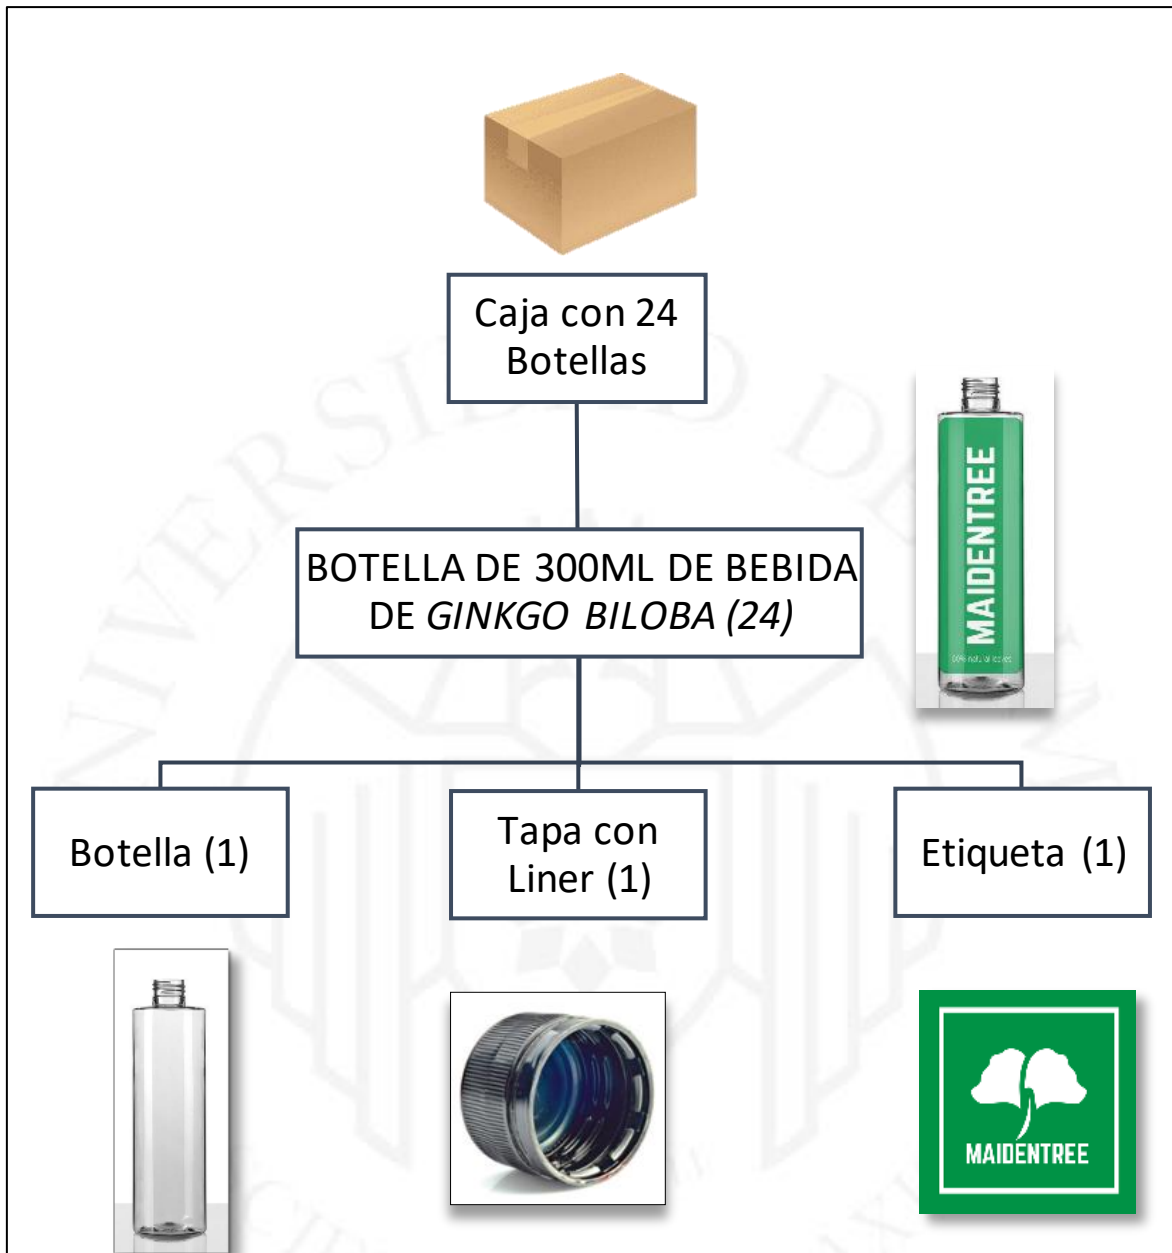 Caja con 24
Botellas
MAIDENTREE
BOTELLA DE 300ML DE BEBIDA
DE GINKGO BILOBA (24)
Botella (1)
Tapa con
Liner (1)
Etiqueta (1)
MAIDENTREE